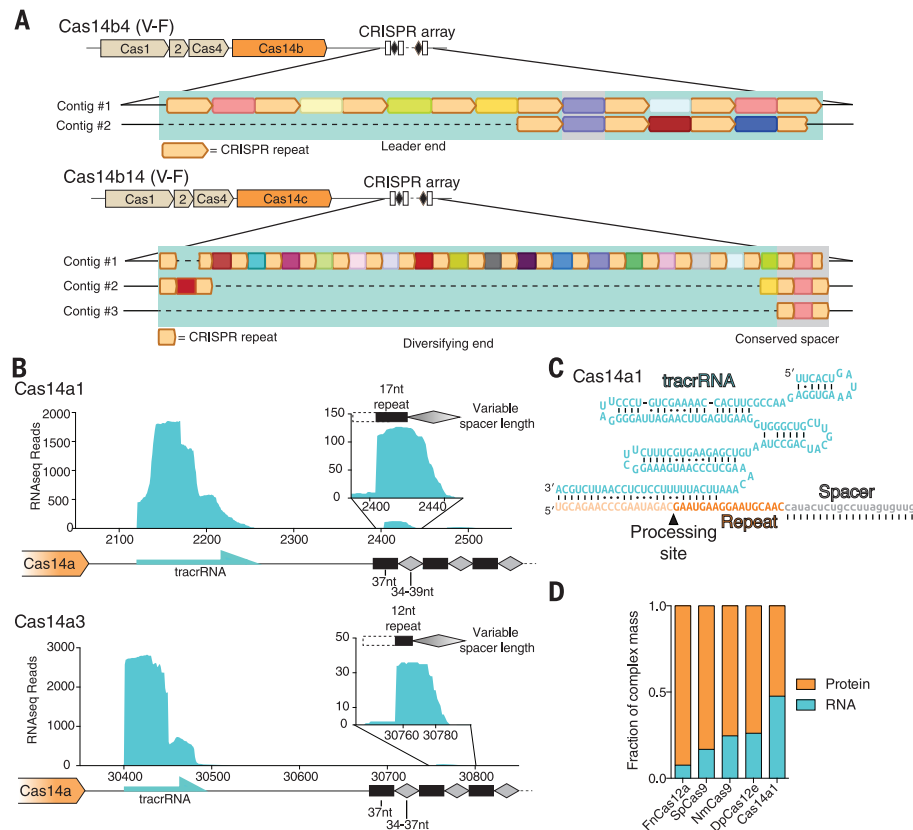 A
Cas14b4 (V-F)
Cas1 2 Cas4 Cas14b
CRISPR array
Contig #1
Contig #2
= CRISPR repeat
Leader end
Cas14b14 (V-F)
Cas1 2 Cas4 Cas14c
CRISPR array
Contig #1
Contig #2
Contig #3
= CRISPR repeat
Diversifying end
Conserved spacer
B
Cas14a1
RNAseq Reads
2000
1500
1000
500
0
2100 2200 2300 2400 2500
17nt
repeat
Variable
spacer length
150
100
50
0
2400 2440
Cas14a
tracrRNA
37nt
34-39nt
Cas14a3
RNAseq Reads
3000
2000
1000
0
30400 30500 30600 30700 30800
12nt
repeat
Variable
spacer length
50
30
10
0
30760 30780
Cas14a
tracrRNA
37nt
34-37nt
C
Cas14a1
tracrRNA
5′
3′
ACGUCUUAACCUCUCCUUUUUACUUAAA
5′
UGCAGAACCCGAAUAGACGAAUGAAGGAAUGCAACcauacucugccuuaguguug
Spacer
Repeat
Processing
site
D
Fraction of complex mass
1.0
0.5
0.0
Protein
RNA
FnCas12a
SpCas9
NmCas9
DpCas12e
Cas14a1